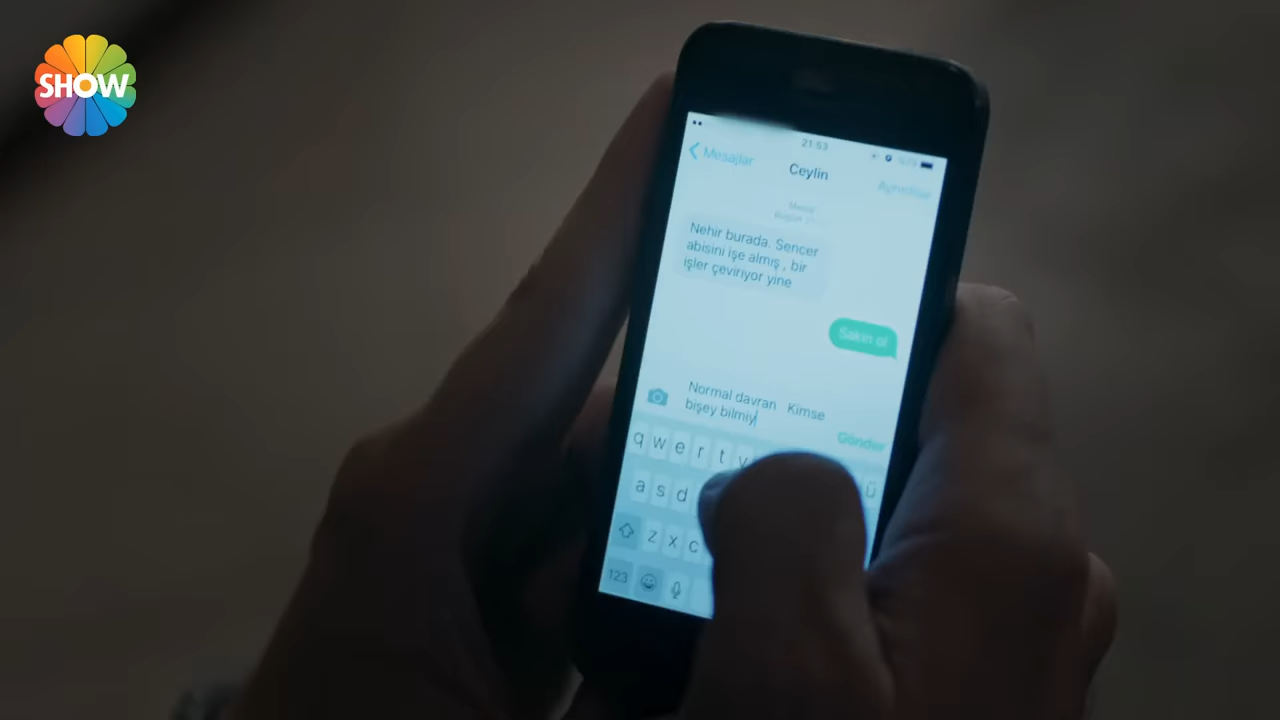 SHOW
21:53
Mesajlar
Ceylin
Ayrıntılar
Nehir burada. Sencer
abisini işe almış , bir
işler çeviriyor yine
Sakin ol
Normal davran Kimse
bişey bilmiy
Gönder
q w e r t y ü
a s d
z x c
123